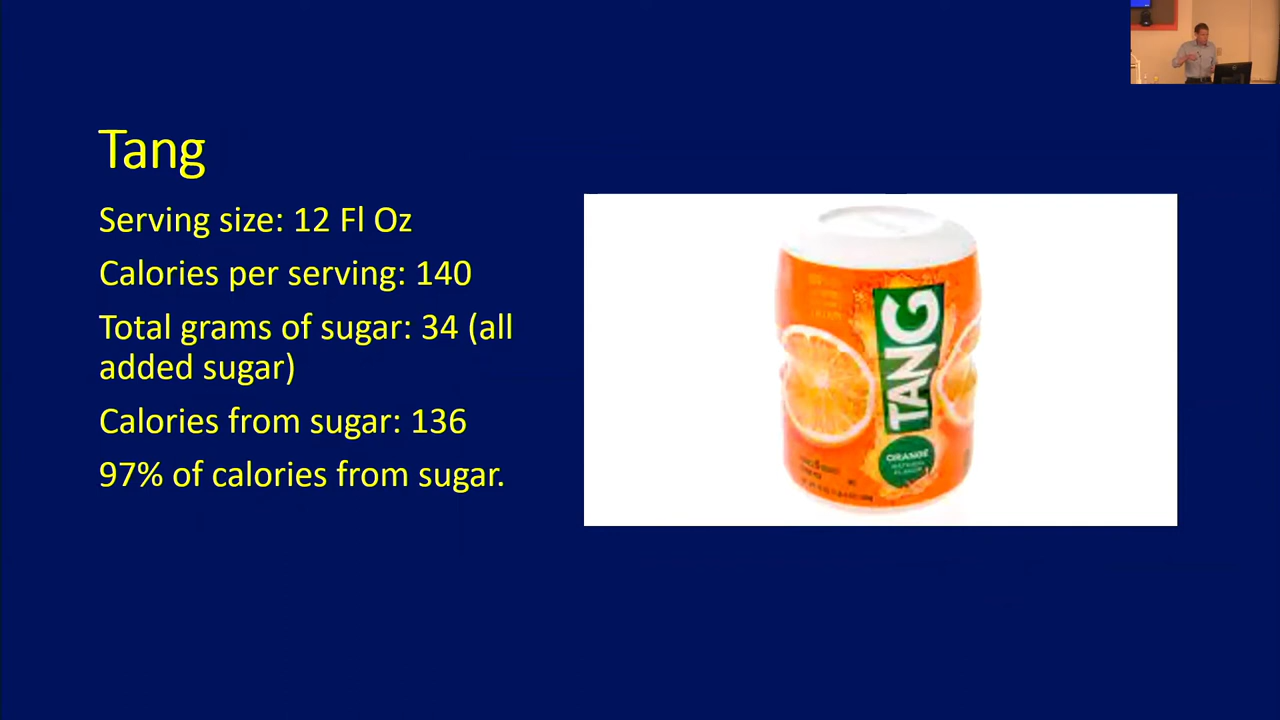 Tang
Serving size: 12 Fl Oz
Calories per serving: 140
Total grams of sugar: 34 (all
added sugar)
Calories from sugar: 136
97% of calories from sugar.
TANG
ORANGE